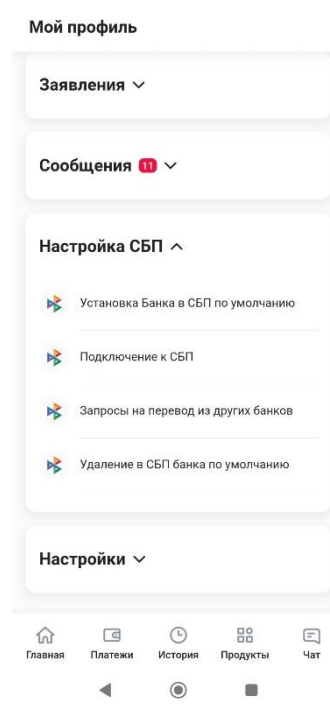 Мой профиль
Заявления
Сообщения 11
Настройка СБП
Установка Банка в СБП по умолчанию
Подключение к СБП
Запросы на перевод из других банков
Удаление в СБП банка по умолчанию
Настройки
Главная Платежи История Продукты Чат